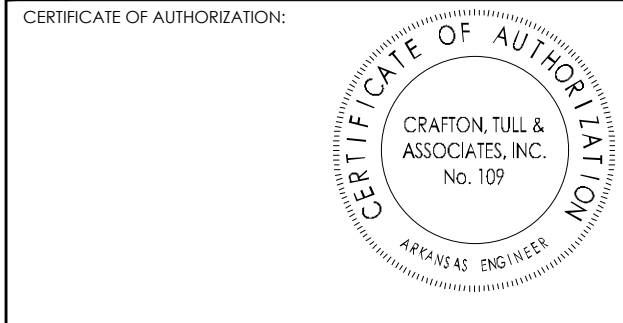 CERTIFICATE OF AUTHORIZATION:
CERTIFICATE OF AUTHORIZATION
CRAFTON, TULL &
ASSOCIATES, INC.
No. 109
ARKANSAS ENGINEER